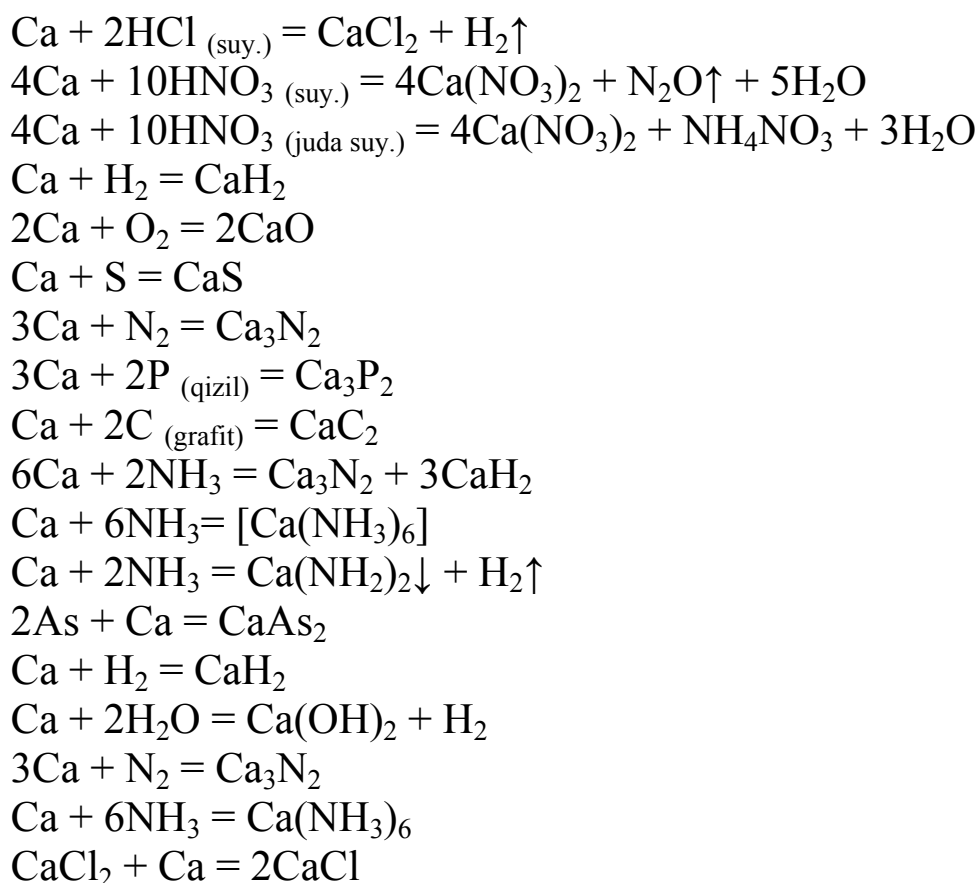 Ca + 2HCl (suy.) = CaCl₂ + H₂↑
4Ca + 10HNO₃ (suy.) = 4Ca(NO₃)₂ + N₂O↑ + 5H₂O
4Ca + 10HNO₃ (juda suy.) = 4Ca(NO₃)₂ + NH₄NO₃ + 3H₂O
Ca + H₂ = CaH₂
2Ca + O₂ = 2CaO
Ca + S = CaS
3Ca + N₂ = Ca₃N₂
3Ca + 2P (qizil) = Ca₃P₂
Ca + 2C (grafit) = CaC₂
6Ca + 2NH₃ = Ca₃N₂ + 3CaH₂
Ca + 6NH₃= [Ca(NH₃)₆]
Ca + 2NH₃ = Ca(NH₂)₂↓ + H₂↑
2As + Ca = CaAs₂
Ca + H₂ = CaH₂
Ca + 2H₂O = Ca(OH)₂ + H₂
3Ca + N₂ = Ca₃N₂
Ca + 6NH₃ = Ca(NH₃)₆
CaCl₂ + Ca = 2CaCl